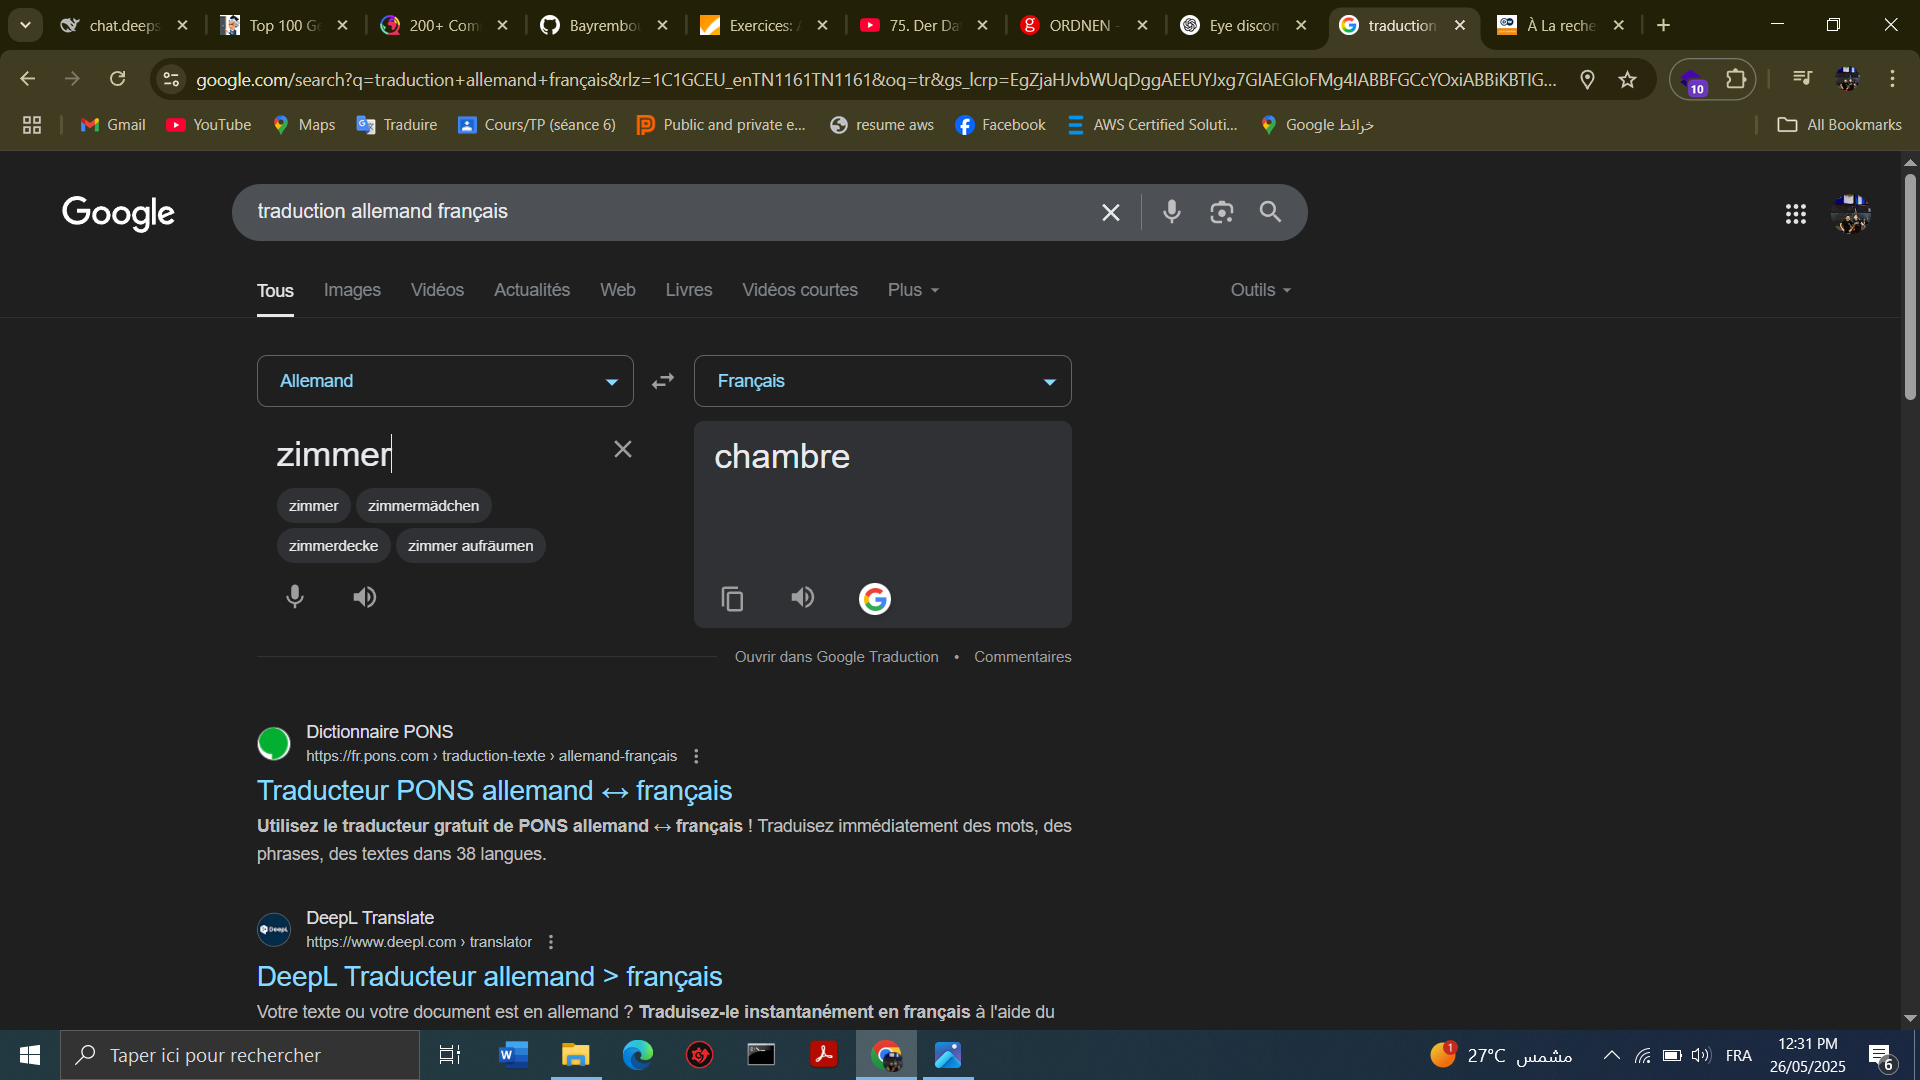 chat.deeps
Top 100 Ge
200+ Com
Bayrembou
Exercices: A
75. Der Da
ORDNEN -
Eye discon
traduction
À La reche
google.com/search?q=traduction+allemand+français&rlz=1C1GCEU_enTN1161TN1161&oq=tr&gs_lcrp=EgZjaHJvbWUqDggAEEUYJxg7GIAEGIoFMg4IABBFGCcYOxiABBiKBTIG...
10
Gmail
YouTube
Maps
Traduire
Cours/TP (séance 6)
Public and private e...
resume aws
Facebook
AWS Certified Soluti...
خرائط Google
All Bookmarks
Google
traduction allemand français
Tous
Images
Vidéos
Actualités
Web
Livres
Vidéos courtes
Plus
Outils
Allemand
Français
zimmer
chambre
zimmer
zimmermädchen
zimmerdecke
zimmer aufräumen
Ouvrir dans Google Traduction • Commentaires
Dictionnaire PONS
https://fr.pons.com › traduction-texte › allemand-français
Traducteur PONS allemand ↔ français
Utilisez le traducteur gratuit de PONS allemand ↔ français ! Traduisez immédiatement des mots, des
phrases, des textes dans 38 langues.
DeepL
DeepL Translate
https://www.deepl.com › translator
DeepL Traducteur allemand > français
Votre texte ou votre document est en allemand ? Traduisez-le instantanément en français à l'aide du
Taper ici pour rechercher
1
27°C مشمس
FRA
12:31 PM
26/05/2025
6